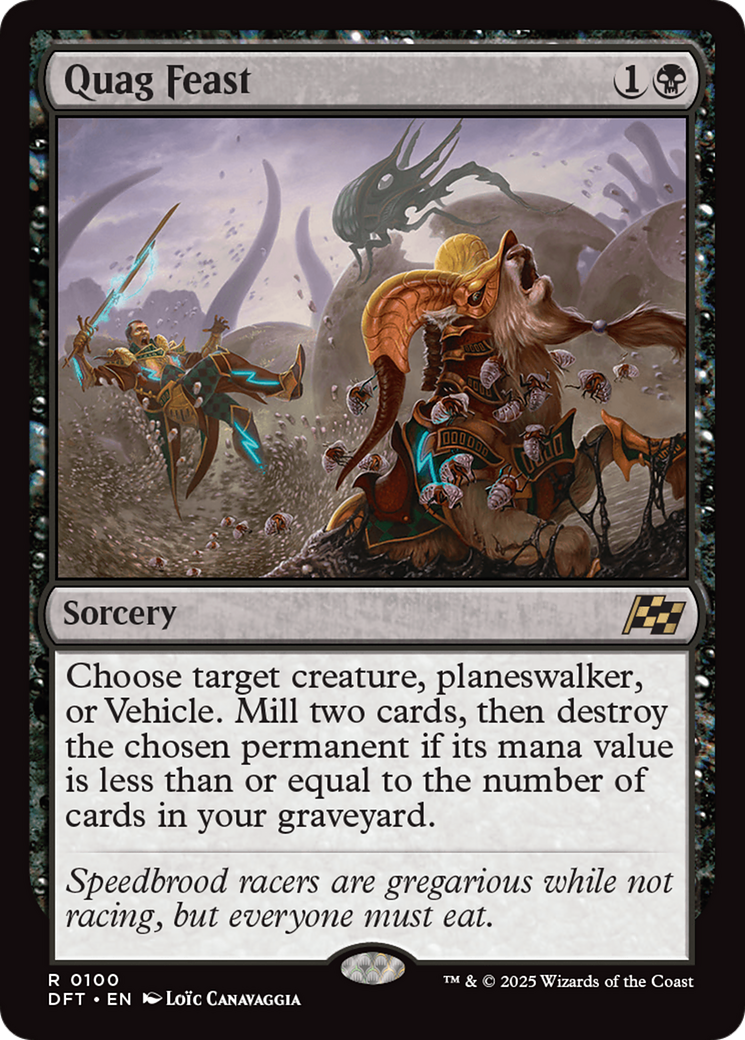 Quag Feast 1
Sorcery
Choose target creature, planeswalker,
or Vehicle. Mill two cards, then destroy
the chosen permanent if its mana value
is less than or equal to the number of
cards in your graveyard.
Speedbrood racers are gregarious while not
racing, but everyone must eat.
R 0100
DFT • EN Loïc Canavaggia
™ & © 2025 Wizards of the Coast